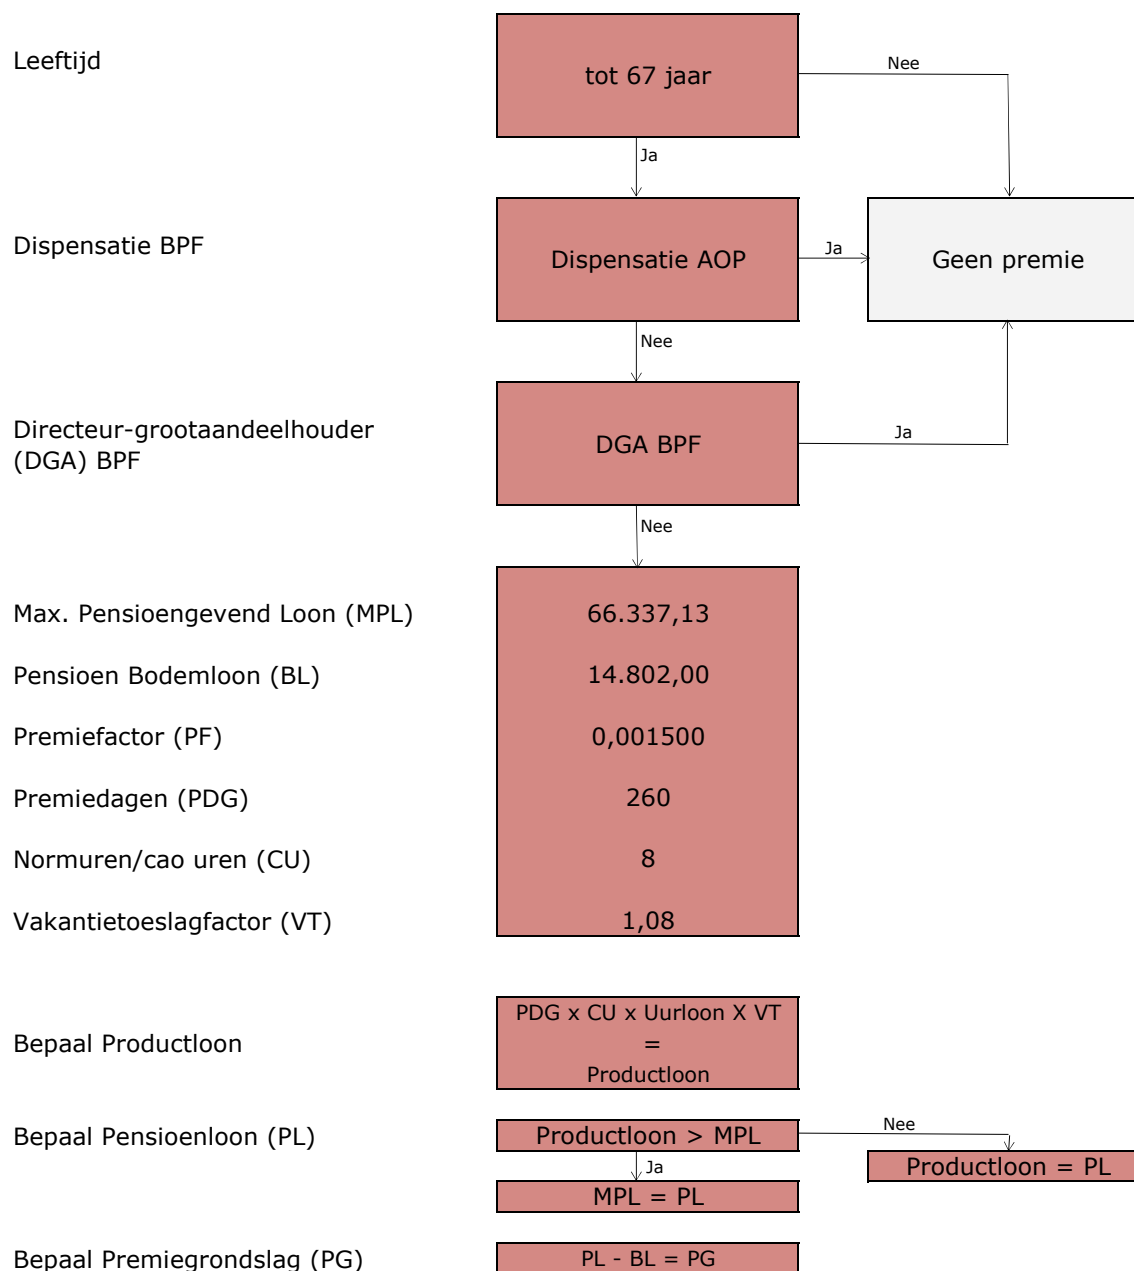 Leeftijd
tot 67 jaar
Nee
Ja
Dispensatie BPF
Dispensatie AOP
Ja
Geen premie
Nee
Directeur-grootaandeelhouder
(DGA) BPF
DGA BPF
Ja
Nee
Max. Pensioengevend Loon (MPL)
66.337,13
Pensioen Bodemloon (BL)
14.802,00
Premiefactor (PF)
0,001500
Premiedagen (PDG)
260
Normuren/cao uren (CU)
8
Vakantietoeslagfactor (VT)
1,08
Bepaal Productloon
PDG x CU x Uurloon X VT
=
Productloon
Bepaal Pensioenloon (PL)
Productloon > MPL
Nee
Productloon = PL
Ja
MPL = PL
Bepaal Premiegrondslag (PG)
PL - BL = PG